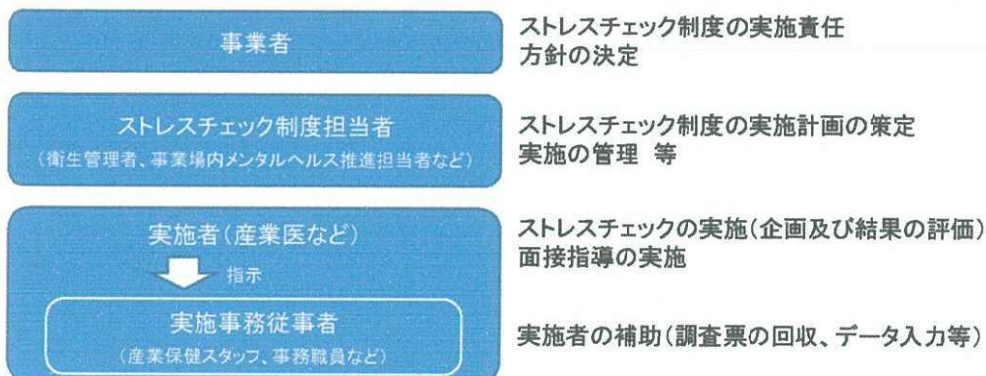 事業者
ストレスチェック制度の実施責任
方針の決定
ストレスチェック制度担当者
(衛生管理者、事業場内メンタルヘルス推進担当者など)
ストレスチェック制度の実施計画の策定
実施の管理 等
実施者(産業医など)
指示
ストレスチェックの実施(企画及び結果の評価)
面接指導の実施
実施事務従事者
(産業保健スタッフ、事務職員など)
実施者の補助(調査票の回収、データ入力等)